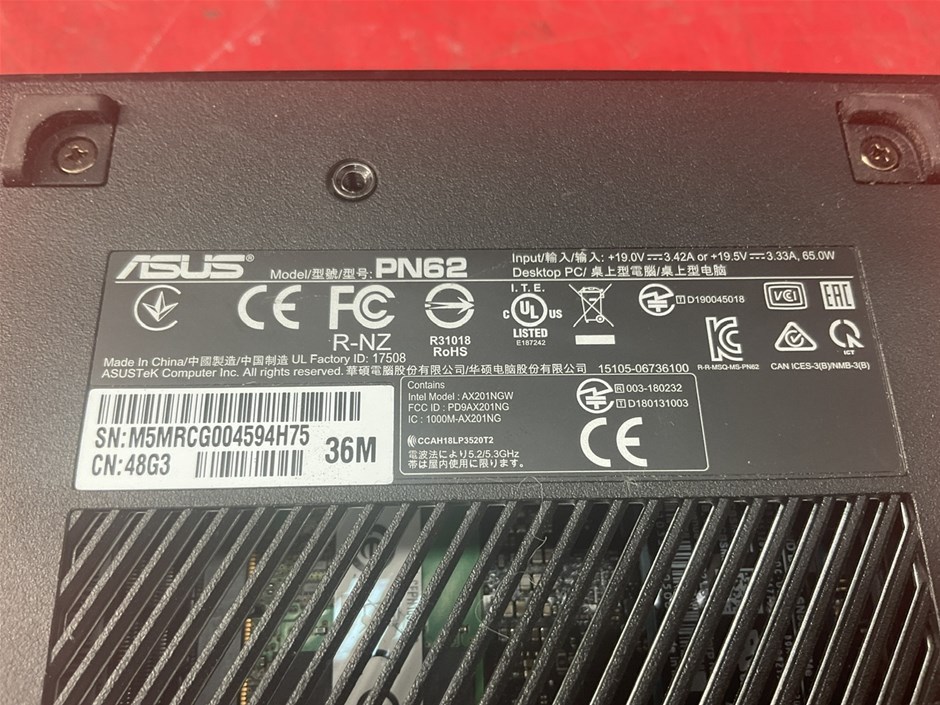 ASUS®
Model/型號/型号: PN62
Input/輸入/输入: +19.0V⎓3.42A or +19.5V⎓3.33A, 65.0W
Desktop PC/ 桌上型電腦/桌上型电脑
CE
FC
R-NZ
R31018
RoHS
I.T.E.
c UL us
LISTED
E187242
T D190045018
VCI
EAC
R-R-MSQ-MS-PN62
ICT
CAN ICES-3(B)/NMB-3(B)
Made In China/中國製造/中国制造 UL Factory ID: 17508
ASUSTeK Computer Inc. All rights reserved. 華碩電腦股份有限公司/华硕电脑股份有限公司 15105-06736100
SN:M5MRCG004594H75
CN:48G3
36M
Contains
Intel Model : AX201NGW
FCC ID : PD9AX201NG
IC : 1000M-AX201NG
CCAH18LP3520T2
電波法により5.2/5.3GHz
帯は屋内使用に限ります.
R 003-180232
T D180131003
CE